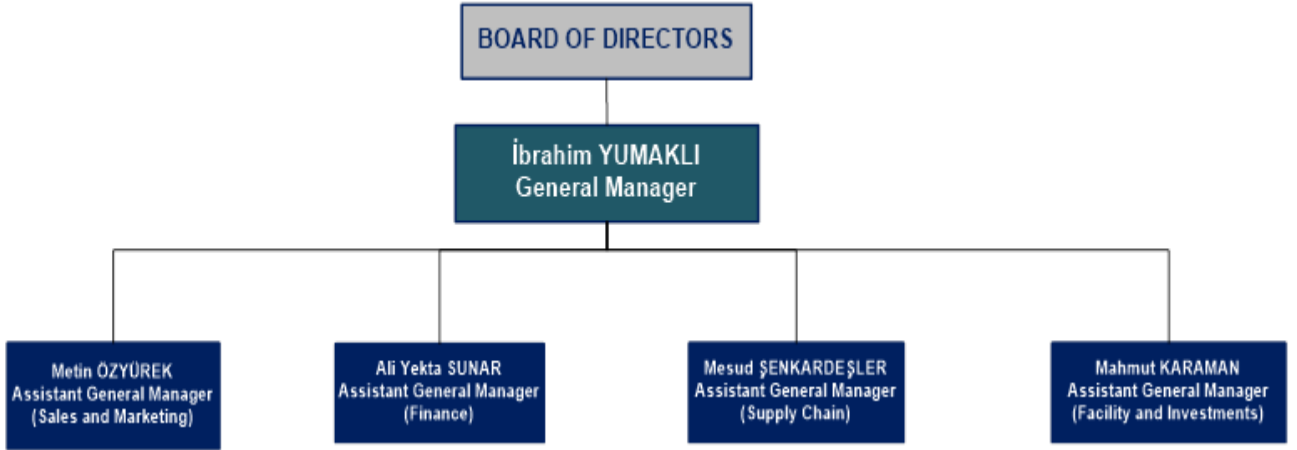 BOARD OF DIRECTORS
İbrahim YUMAKLI
General Manager
Metin ÖZYÜREK
Assistant General Manager
(Sales and Marketing)
Ali Yekta SUNAR
Assistant General Manager
(Finance)
Mesud ŞENKARDEŞLER
Assistant General Manager
(Supply Chain)
Mahmut KARAMAN
Assistant General Manager
(Facility and Investments)